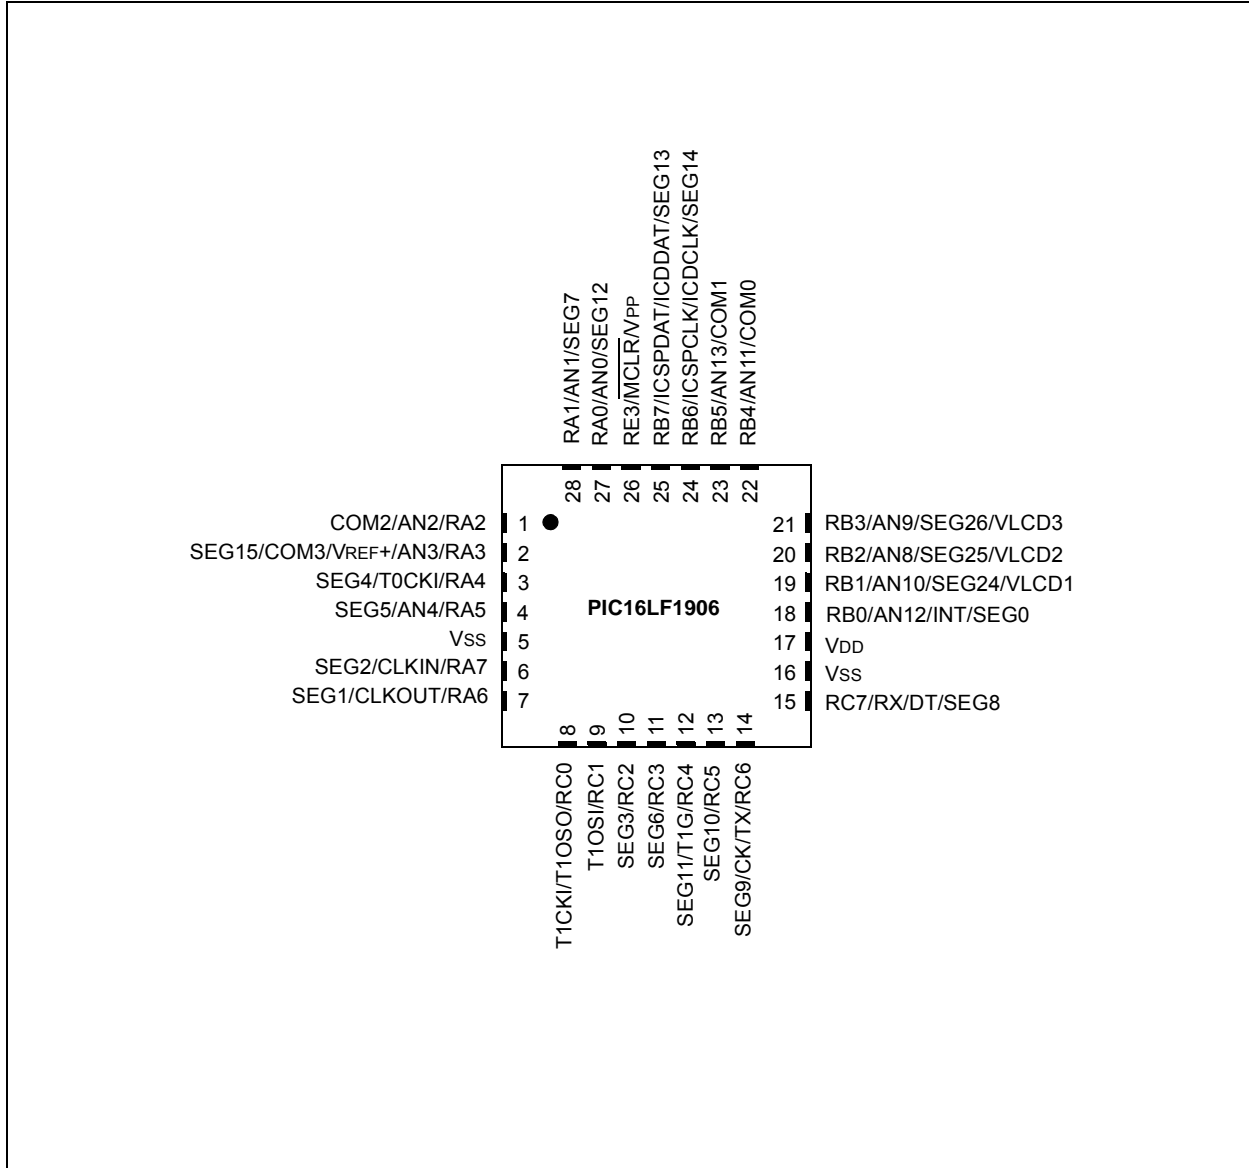 RA1/AN1/SEG7
RA0/AN0/SEG12
RE3/MCLR/VPP
RB7/ICSPDAT/ICDDAT/SEG13
RB6/ICSPCLK/ICDCLK/SEG14
RB5/AN13/COM1
RB4/AN11/COM0
28
27
26
25
24
23
22
COM2/AN2/RA2 1
SEG15/COM3/VREF+/AN3/RA3 2
SEG4/T0CKI/RA4 3
SEG5/AN4/RA5 4
VSS 5
SEG2/CLKIN/RA7 6
SEG1/CLKOUT/RA6 7
PIC16LF1906
21 RB3/AN9/SEG26/VLCD3
20 RB2/AN8/SEG25/VLCD2
19 RB1/AN10/SEG24/VLCD1
18 RB0/AN12/INT/SEG0
17 VDD
16 VSS
15 RC7/RX/DT/SEG8
8
9
10
11
12
13
14
T1CKI/T1OSO/RC0
T1OSI/RC1
SEG3/RC2
SEG6/RC3
SEG11/T1G/RC4
SEG10/RC5
SEG9/CK/TX/RC6